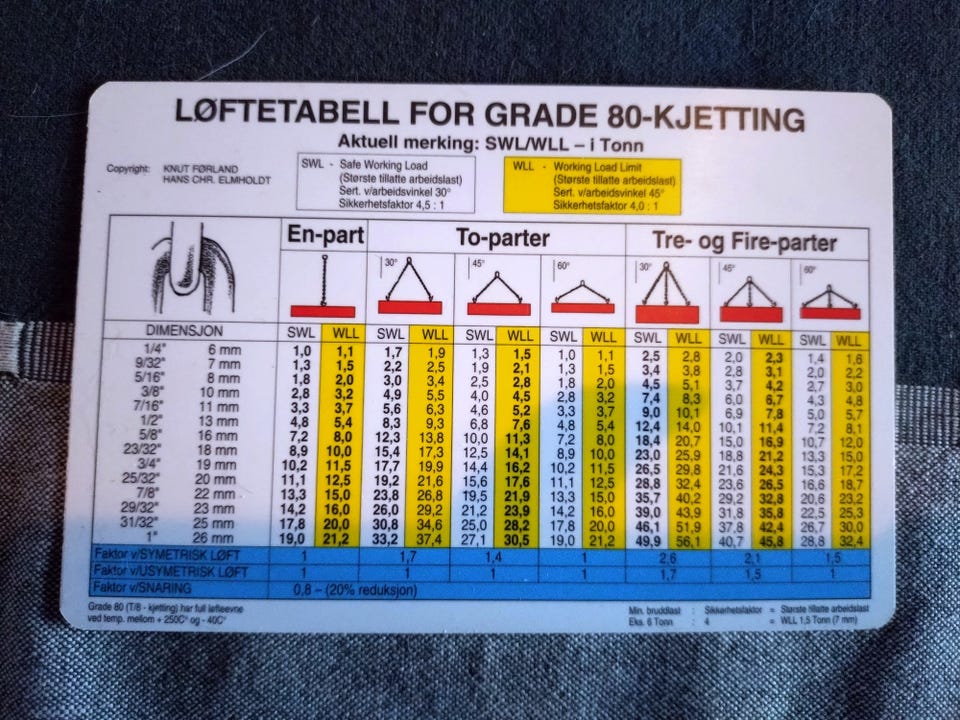 LØFTETABELL FOR GRADE 80-KJETTING
Aktuell merking: SWL/WLL – i Tonn
Copyright: KNUT FØRLAND
HANS CHR. ELMHOLDT
SWL - Safe Working Load
(Største tillatte arbeidslast)
Sert. v/arbeidsvinkel 30°
Sikkerhetsfaktor 4,5 : 1
WLL - Working Load Limit
(Største tillatte arbeidslast)
Sert. v/arbeidsvinkel 45°
Sikkerhetsfaktor 4,0 : 1
En-part To-parter Tre- og Fire-parter
30° 45° 60° 30° 45° 60°
DIMENSJON SWL WLL SWL WLL SWL WLL SWL WLL SWL WLL SWL WLL SWL WLL
1/4" 6 mm 1,0 1,1 1,7 1,9 1,3 1,5 1,0 1,1 2,5 2,8 2,0 2,3 1,4 1,6
9/32" 7 mm 1,3 1,5 2,2 2,5 1,9 2,1 1,3 1,5 3,4 3,8 2,8 3,1 2,0 2,2
5/16" 8 mm 1,8 2,0 3,0 3,4 2,5 2,8 1,8 2,0 4,5 5,1 3,7 4,2 2,7 3,0
3/8" 10 mm 2,8 3,2 4,9 5,5 4,0 4,5 2,8 3,2 7,4 8,3 6,0 6,7 4,3 4,8
7/16" 11 mm 3,3 3,7 5,6 6,3 4,6 5,2 3,3 3,7 9,0 10,1 6,9 7,8 5,0 5,7
1/2" 13 mm 4,8 5,4 8,3 9,3 6,8 7,6 4,8 5,4 12,4 14,0 10,1 11,4 7,2 8,1
5/8" 16 mm 7,2 8,0 12,3 13,8 10,0 11,3 7,2 8,0 18,4 20,7 15,0 16,9 10,7 12,0
23/32" 18 mm 8,9 10,0 15,4 17,3 12,5 14,1 8,9 10,0 23,0 25,9 18,8 21,2 13,3 15,0
3/4" 19 mm 10,2 11,5 17,7 19,9 14,4 16,2 10,2 11,5 26,5 29,8 21,6 24,3 15,3 17,2
25/32" 20 mm 11,1 12,5 19,2 21,6 15,6 17,6 11,1 12,5 28,8 32,4 23,6 26,5 16,6 18,7
7/8" 22 mm 13,3 15,0 23,8 26,8 19,5 21,9 13,3 15,0 35,7 40,2 29,2 32,8 20,6 23,2
29/32" 23 mm 14,2 16,0 26,0 29,2 21,2 23,9 14,2 16,0 39,0 43,9 31,8 35,8 22,5 25,3
31/32" 25 mm 17,8 20,0 30,8 34,6 25,0 28,2 17,8 20,0 46,1 51,9 37,8 42,4 26,7 30,0
1" 26 mm 19,0 21,2 33,2 37,4 27,1 30,5 19,0 21,2 49,9 56,1 40,7 45,8 28,8 32,4
Faktor v/SYMETRISK LØFT 1 1,7 1,4 1 2,6 2,1 1,5
Faktor v/USYMETRISK LØFT 1 1 1 1 1,7 1,5 1
Faktor v/SNARING 0,8 – (20% reduksjon)
Grade 80 (T/8 - kjetting) har full løfteevne
ved temp. mellom + 250C° og - 40C°
Min. bruddlast : Sikkerhetsfaktor = Største tillatte arbeidslast
Eks. 6 Tonn : 4 = WLL 1,5 Tonn (7 mm)